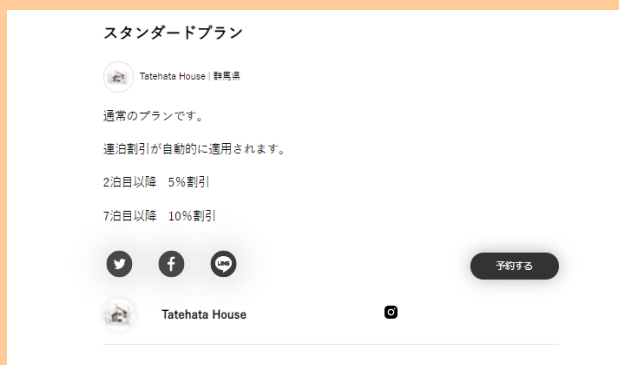 スタンダードプラン
Tatehata House | 群馬県
通常のプランです。
連泊割引が自動的に適用されます。
2泊目以降　5%割引
7泊目以降　10%割引
LINE
予約する
Tatehata House